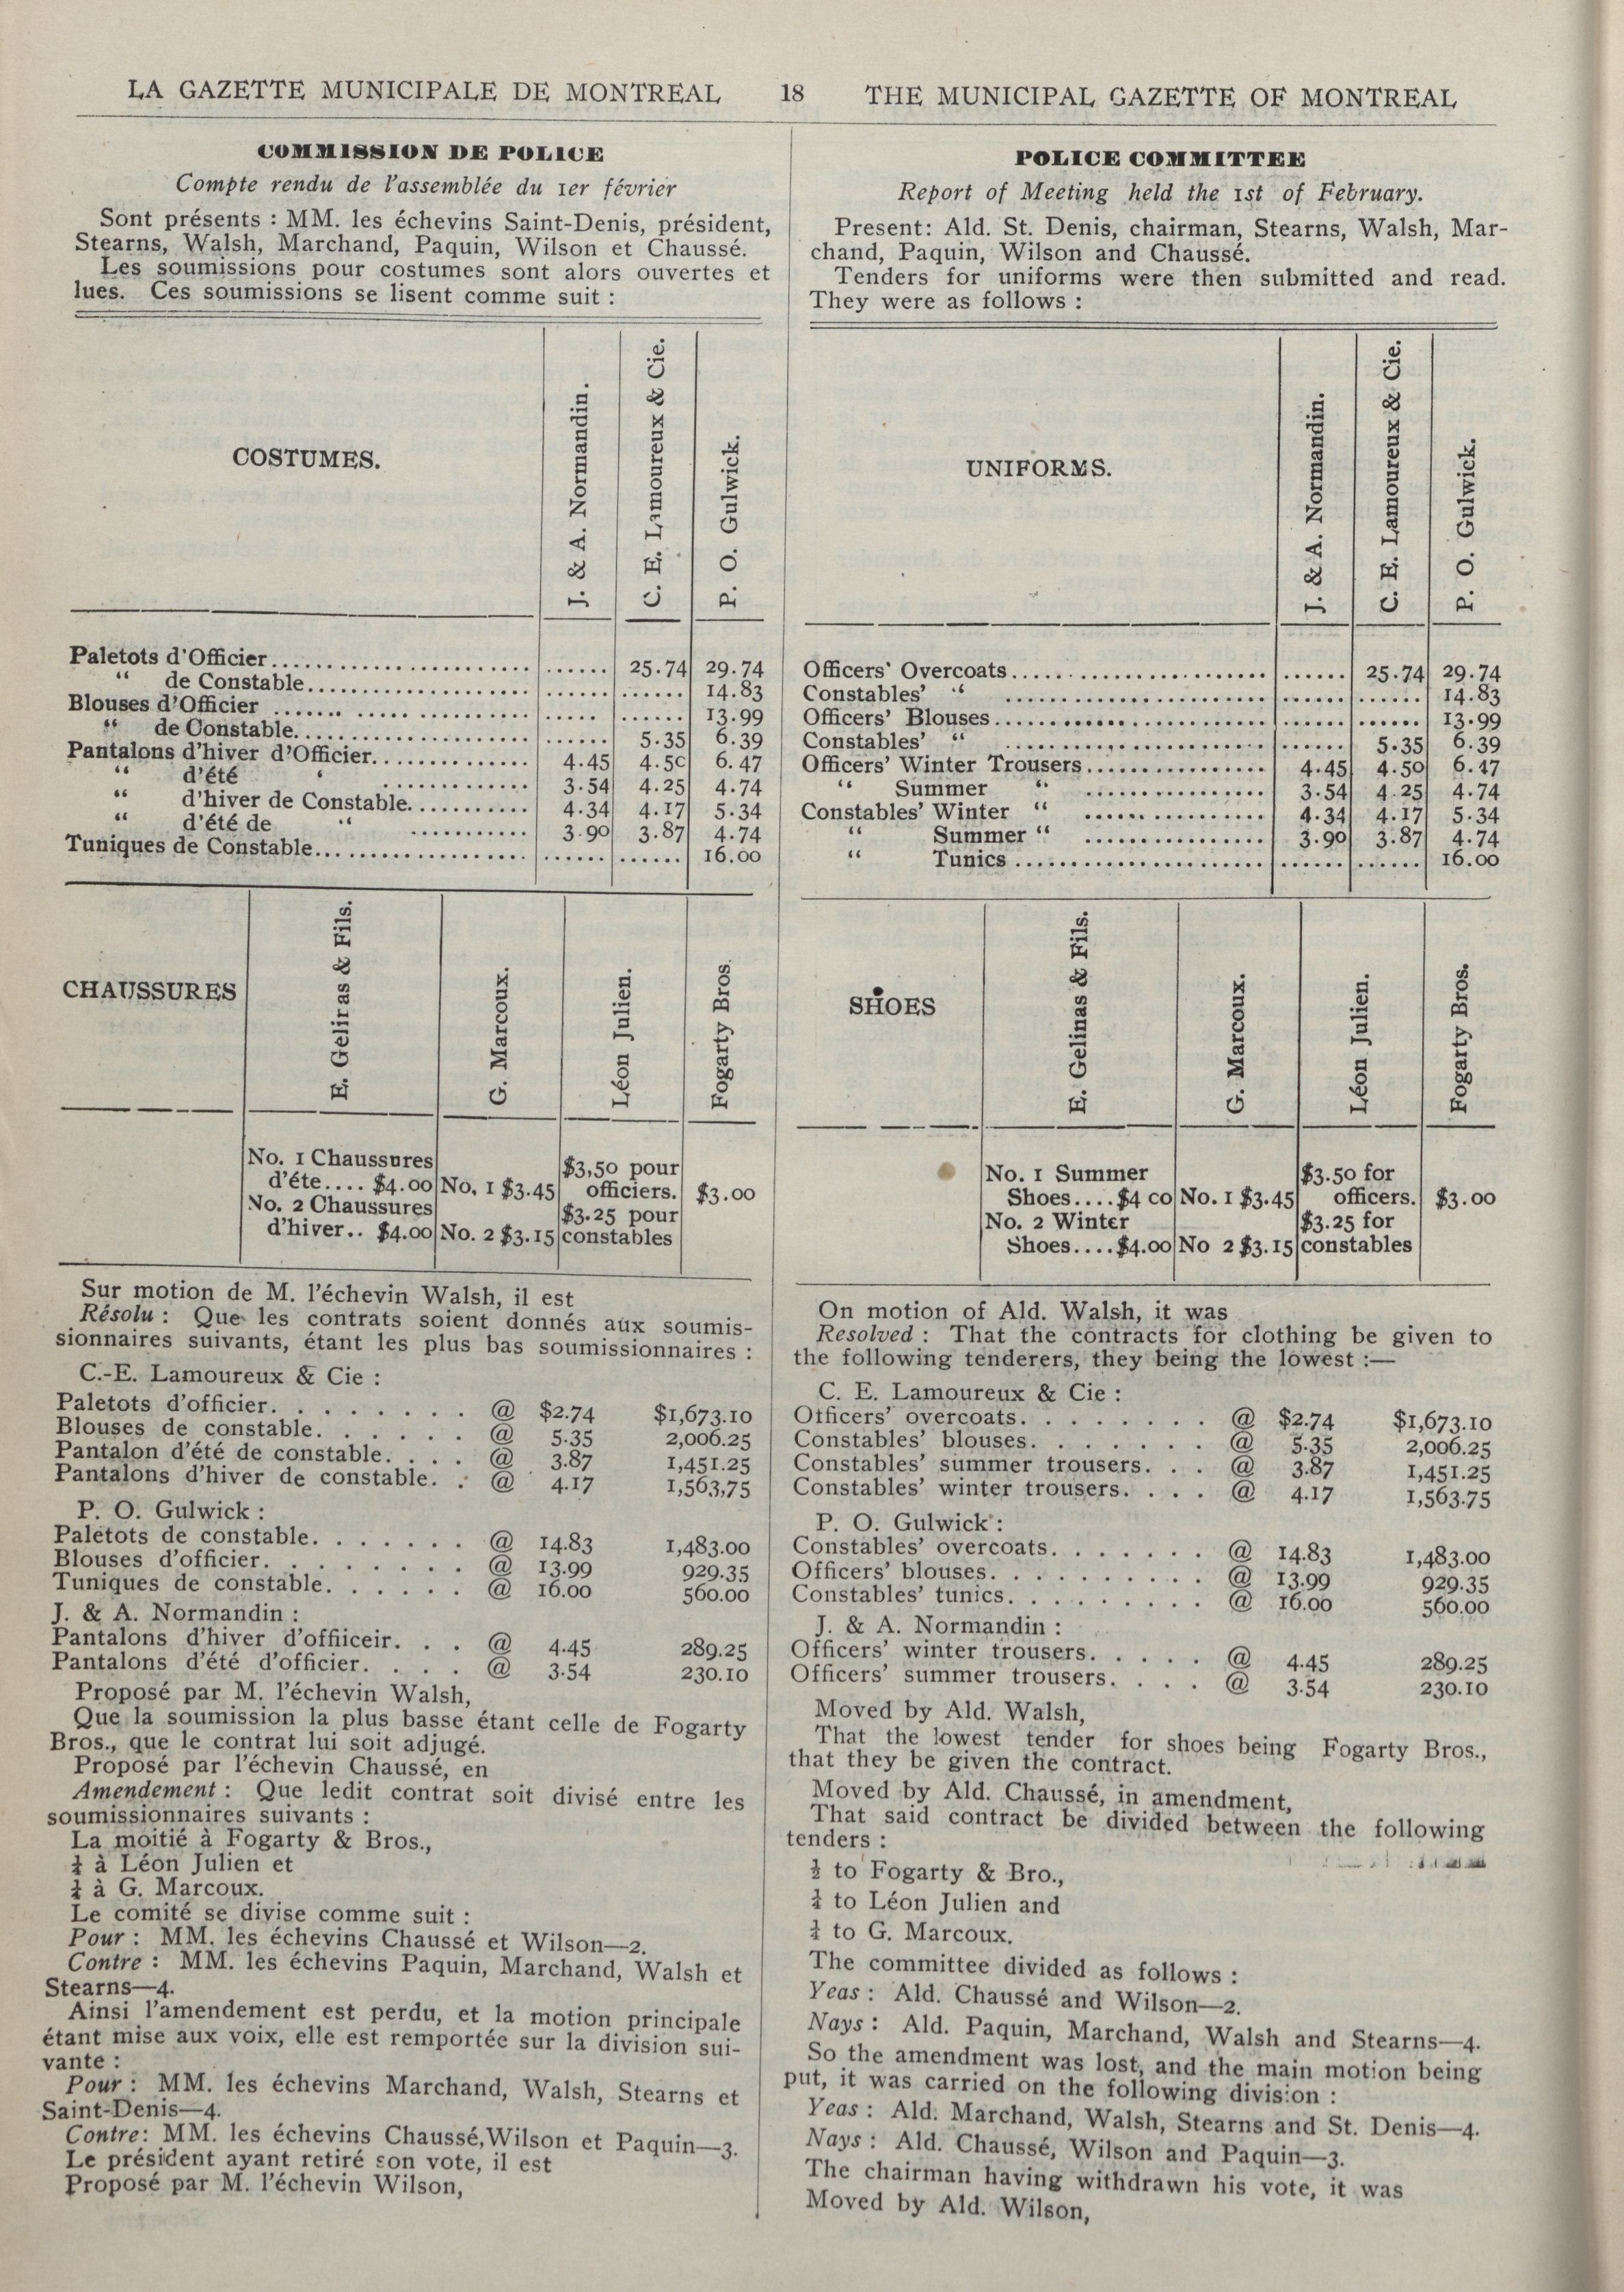 LA GAZETTE MUNICIPALE DE MONTREAL 18 THE MUNICIPAL GAZETTE OF MONTREAL
COMMISSION DE POLICE
Compte rendu de l'assemblée du 1er février
Sont présents : MM. les échevins Saint-Denis, président,
Stearns, Walsh, Marchand, Paquin, Wilson et Chaussé.
Les soumissions pour costumes sont alors ouvertes et
lues. Ces soumissions se lisent comme suit :
COSTUMES.
J. & A. Normandin.
C. E. Lamoureux & Cie.
P. O. Gulwick.
Paletots d'Officier........................... ...... 25.74 29.74
“ de Constable...................... ...... ...... 14.83
Blouses d'Officier ....... ..... ............ ..... ...... 13.99
“ de Constable....................... ...... 5.35 6.39
Pantalons d'hiver d'Officier............... 4.45 4.50 6.47
“ d'été ‘ ............... 3.54 4.25 4.74
“ d'hiver de Constable............ 4.34 4.17 5.34
“ d'été de “ ............ 3.90 3.87 4.74
Tuniques de Constable..................... ...... ...... 16.00
CHAUSSURES
E. Gelinas & Fils.
G. Marcoux.
Léon Julien.
Fogarty Bros.
No. 1 Chaussures $3,50 pour
d'éte.... $4.00 No. 1 $3.45 officiers. $3.00
No. 2 Chaussures $3.25 pour
d'hiver.. $4.00 No. 2 $3.15 constables
Sur motion de M. l'échevin Walsh, il est
Résolu : Que les contrats soient donnés aux soumis-
sionnaires suivants, étant les plus bas soumissionnaires :
C.-E. Lamoureux & Cie :
Paletots d'officier. . . . . . . . . @ $2.74 $1,673.10
Blouses de constable. . . . . . . @ 5.35 2,006.25
Pantalon d'été de constable. . . . @ 3.87 1,451.25
Pantalons d'hiver de constable. . @ 4.17 1,563,75
P. O. Gulwick :
Paletots de constable. . . . . . . @ 14.83 1,483.00
Blouses d'officier. . . . . . . . . @ 13.99 929.35
Tuniques de constable. . . . . . @ 16.00 560.00
J. & A. Normandin :
Pantalons d'hiver d'offiiceir. . . @ 4.45 289.25
Pantalons d'été d'officier. . . . . @ 3.54 230.10
Proposé par M. l'échevin Walsh,
Que la soumission la plus basse étant celle de Fogarty
Bros., que le contrat lui soit adjugé.
Proposé par l'échevin Chaussé, en
Amendement : Que ledit contrat soit divisé entre les
soumissionnaires suivants :
La moitié à Fogarty & Bros.,
¼ à Léon Julien et
¼ à G. Marcoux.
Le comité se divise comme suit :
Pour : MM. les échevins Chaussé et Wilson—2.
Contre : MM. les échevins Paquin, Marchand, Walsh et
Stearns—4.
Ainsi l'amendement est perdu, et la motion principale
étant mise aux voix, elle est remportée sur la division sui-
vante :
Pour : MM. les échevins Marchand, Walsh, Stearns et
Saint-Denis—4.
Contre: MM. les échevins Chaussé, Wilson et Paquin—3.
Le président ayant retiré son vote, il est
Proposé par M. l'échevin Wilson,
POLICE COMMITTEE
Report of Meeting held the 1st of February.
Present: Ald. St. Denis, chairman, Stearns, Walsh, Mar-
chand, Paquin, Wilson and Chaussé.
Tenders for uniforms were then submitted and read.
They were as follows :
UNIFORMS.
J. & A. Normandin.
C. E. Lamoureux & Cie.
P. O. Gulwick.
Officers' Overcoats.......................... ...... 25.74 29.74
Constables' “ ..................... ...... ...... 14.83
Officers' Blouses........................... ...... ...... 13.99
Constables' “ ........................... ...... 5.35 6.39
Officers' Winter Trousers.................. 4.45 4.50 6.47
“ Summer “ .................. 3.54 4.25 4.74
Constables' Winter “ .................. 4.34 4.17 5.34
“ Summer “ .................. 3.90 3.87 4.74
“ Tunics ......................... ...... ...... 16.00
SHOES
E. Gelinas & Fils.
G. Marcoux.
Léon Julien.
Fogarty Bros.
No. 1 Summer $3.50 for
Shoes....$4 00 No. 1 $3.45 officers. $3.00
No. 2 Winter $3.25 for
Shoes....$4.00 No 2 $3.15 constables
On motion of Ald. Walsh, it was
Resolved : That the contracts for clothing be given to
the following tenderers, they being the lowest :—
C. E. Lamoureux & Cie :
Officers' overcoats. . . . . . . . @ $2.74 $1,673.10
Constables' blouses. . . . . . . . @ 5.35 2,006.25
Constables' summer trousers. . . @ 3.87 1,451.25
Constables' winter trousers. . . . @ 4.17 1,563.75
P. O. Gulwick :
Constables' overcoats. . . . . . . @ 14.83 1,483.00
Officers' blouses. . . . . . . . . . @ 13.99 929.35
Constables' tunics. . . . . . . . . @ 16.00 560.00
J. & A. Normandin :
Officers' winter trousers. . . . . @ 4.45 289.25
Officers' summer trousers. . . . . @ 3.54 230.10
Moved by Ald. Walsh,
That the lowest tender for shoes being Fogarty Bros.,
that they be given the contract.
Moved by Ald. Chaussé, in amendment,
That said contract be divided between the following
tenders :
½ to Fogarty & Bro.,
¼ to Léon Julien and
¼ to G. Marcoux.
The committee divided as follows :
Yeas : Ald. Chaussé and Wilson—2.
Nays : Ald. Paquin, Marchand, Walsh and Stearns—4.
So the amendment was lost, and the main motion being
put, it was carried on the following division :
Yeas : Ald. Marchand, Walsh, Stearns and St. Denis—4.
Nays : Ald. Chaussé, Wilson and Paquin—3.
The chairman having withdrawn his vote, it was
Moved by Ald. Wilson,